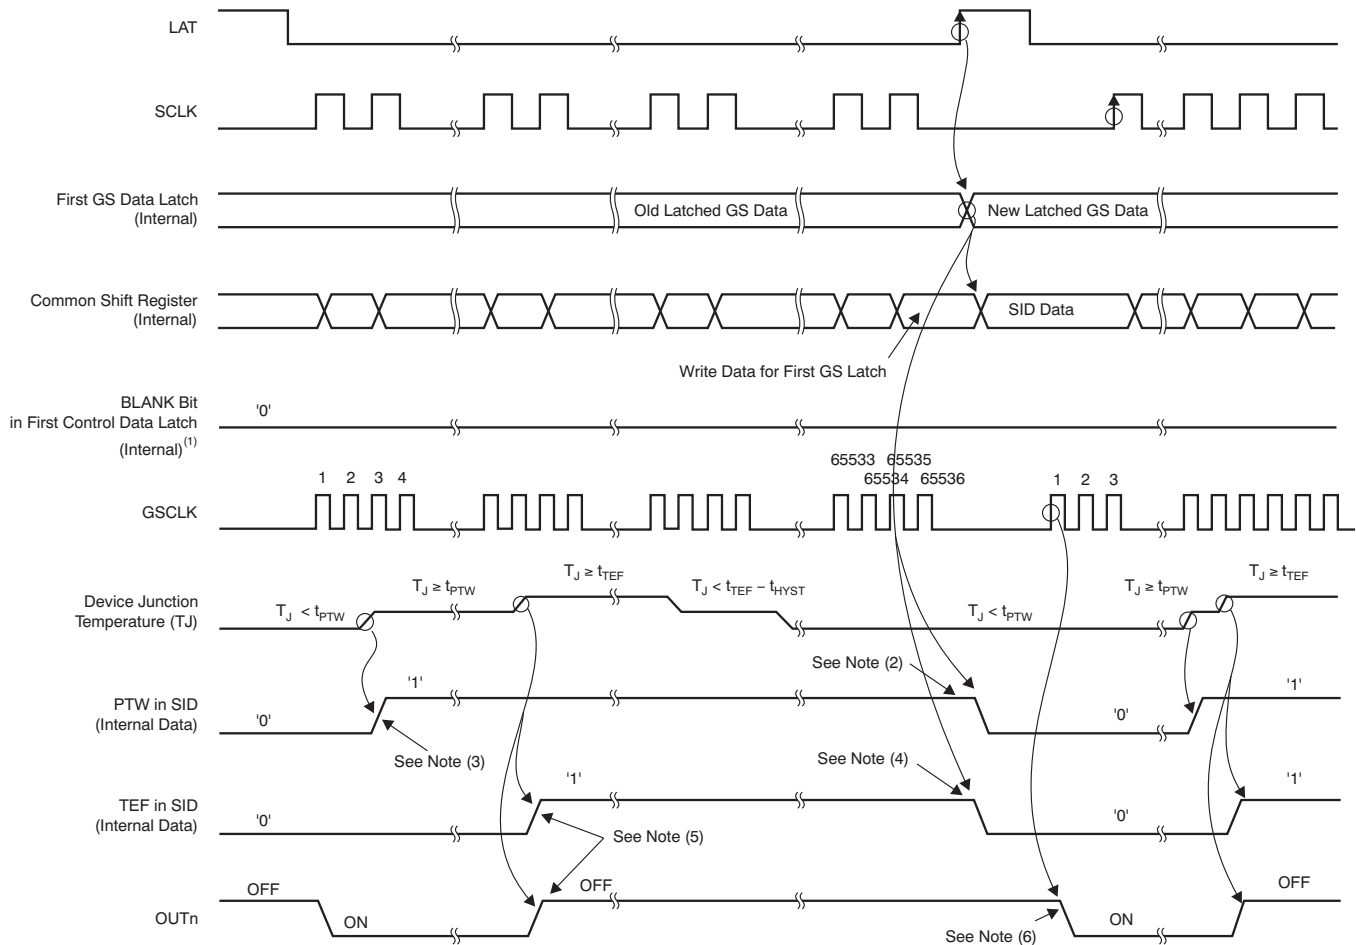 LAT
SCLK
First GS Data Latch
(Internal)
Old Latched GS Data
New Latched GS Data
Common Shift Register
(Internal)
SID Data
Write Data for First GS Latch
BLANK Bit
in First Control Data Latch
(Internal)(1)
'0'
65533 65535
65534 65536
1 2 3 4
1 2 3
GSCLK
Device Junction
Temperature (TJ)
TJ < tPTW
TJ ≥ tPTW
TJ ≥ tTEF
TJ < tTEF – tHYST
TJ < tPTW
TJ ≥ tPTW
TJ ≥ tTEF
See Note (2)
PTW in SID
(Internal Data)
'0'
'1'
'0'
'1'
See Note (3)
See Note (4)
TEF in SID
(Internal Data)
'0'
'1'
'0'
'1'
See Note (5)
OUTn
OFF
ON
OFF
ON
OFF
See Note (6)